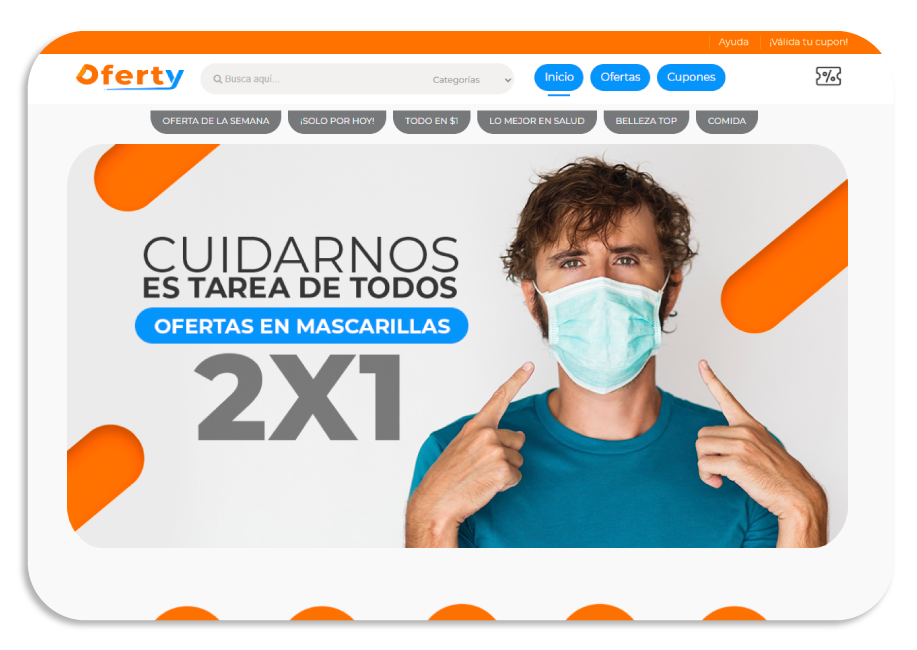 Ayuda
¡Válida tu cupon!
Oferty
Busca aquí...
Categorías
Inicio
Ofertas
Cupones
%
OFERTA DE LA SEMANA
¡SOLO POR HOY!
TODO EN $1
LO MEJOR EN SALUD
BELLEZA TOP
COMIDA
CUIDARNOS
ES TAREA DE TODOS
OFERTAS EN MASCARILLAS
2X1